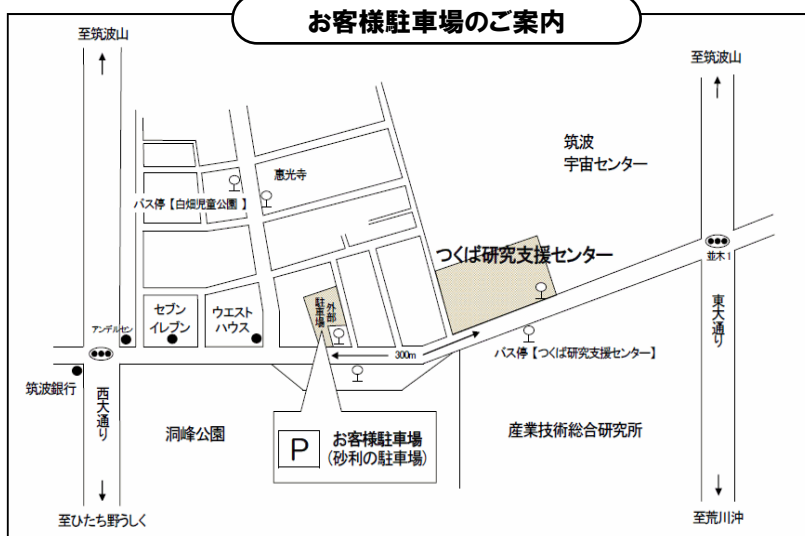 お客様駐車場のご案内
至筑波山
至筑波山
筑波
宇宙センター
恵光寺
バス停【白畑児童公園】
つくば研究支援センター
並木1
東大通り
セブン
イレブン
ウエスト
ハウス
外部
駐車場
アンデルセン
300m
バス停【つくば研究支援センター】
筑波銀行
西大通り
洞峰公園
P
お客様駐車場
(砂利の駐車場)
産業技術総合研究所
至ひたち野うしく
至荒川沖